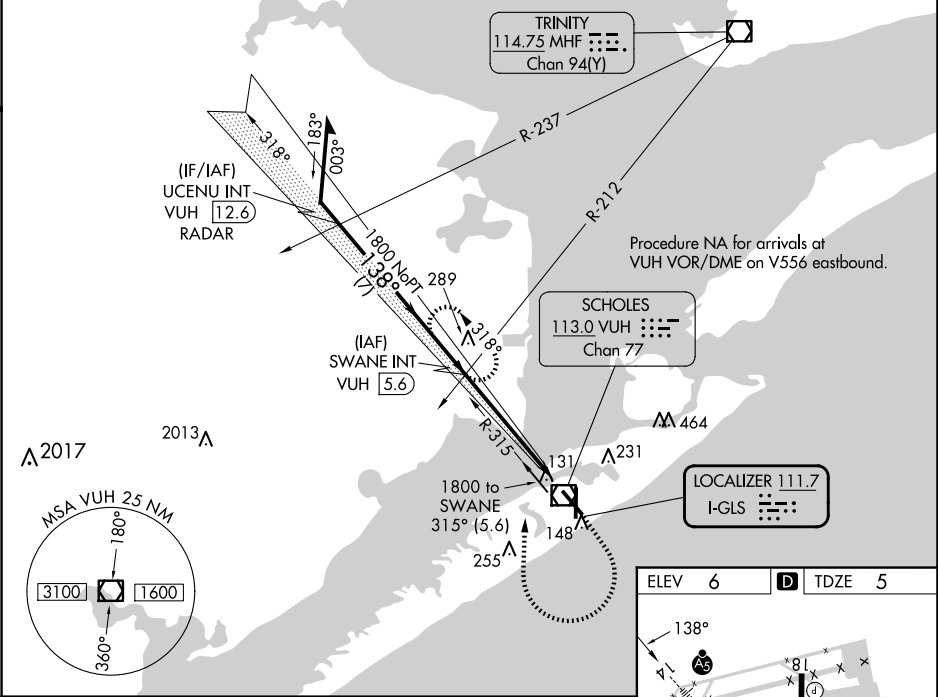 TRINITY
114.75 MHF
Chan 94(Y)
R-237
R-212
318°
183°
003°
(IF/IAF)
UCENU INT
VUH 12.6
RADAR
1800 NoPT
138°
(7)
289
318°
Procedure NA for arrivals at
VUH VOR/DME on V556 eastbound.
SCHOLES
113.0 VUH
Chan 77
(IAF)
SWANE INT
VUH 5.6
R-315
2017
2013
464
231
131
1800 to
SWANE
315° (5.6)
148
255
LOCALIZER 111.7
I-GLS
MSA VUH 25 NM
180°
3100
1600
360°
ELEV 6
D
TDZE 5
138°
A5
14
18
P